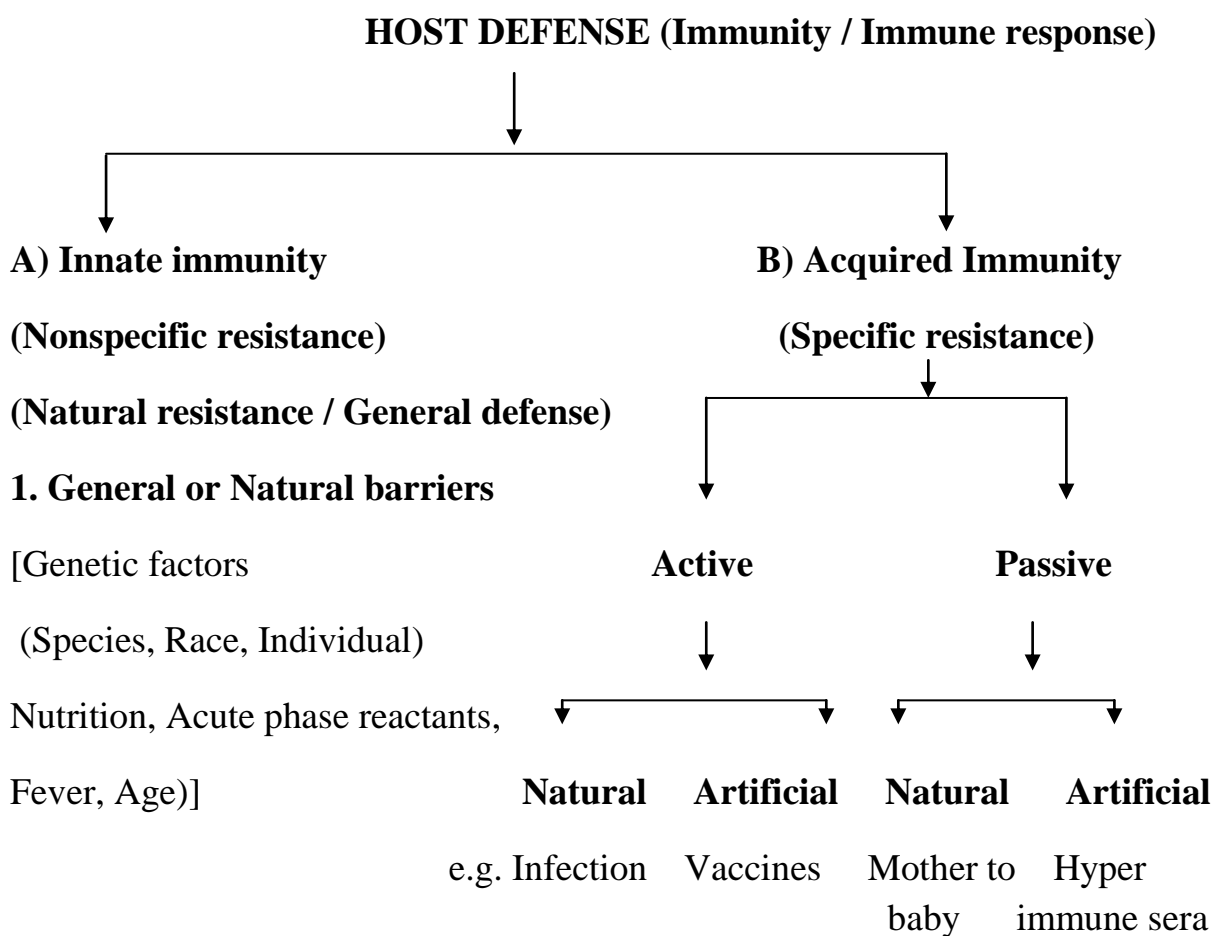 HOST DEFENSE (Immunity / Immune response)
A) Innate immunity
(Nonspecific resistance)
(Natural resistance / General defense)
1. General or Natural barriers
[Genetic factors
(Species, Race, Individual)
Nutrition, Acute phase reactants,
Fever, Age)]
B) Acquired Immunity
(Specific resistance)
Active Passive
Natural Artificial Natural Artificial
e.g. Infection Vaccines Mother to Hyper
baby immune sera